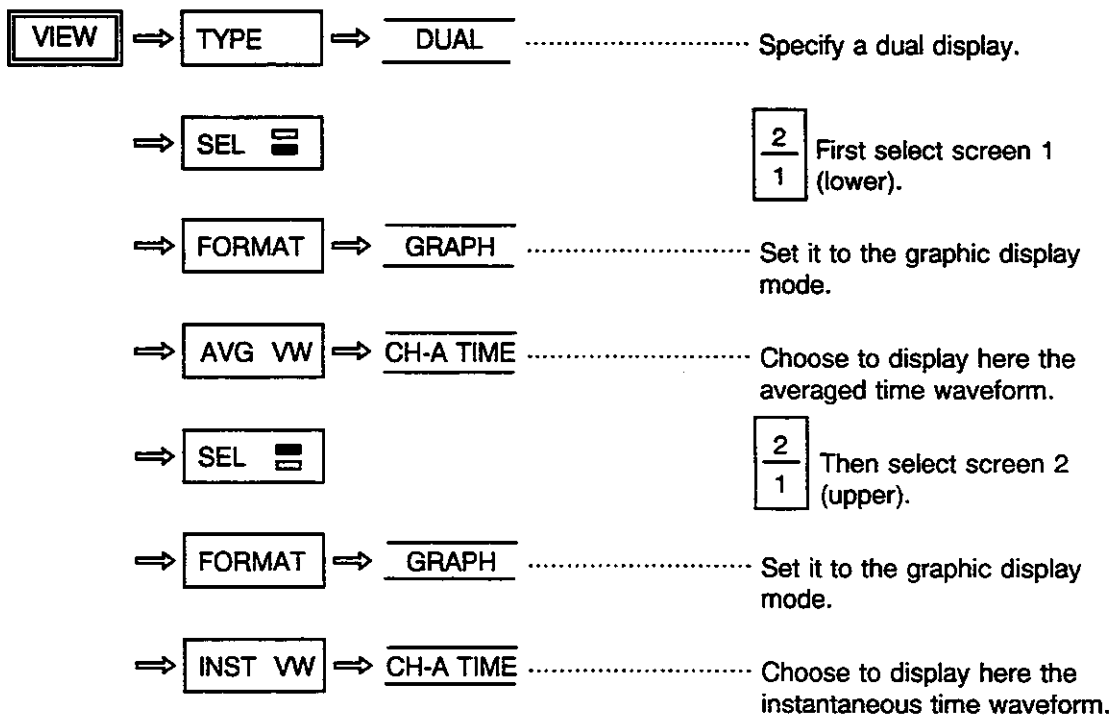 VIEW ⇒ TYPE ⇒ DUAL ........................ Specify a dual display.
⇒ SEL
2
1
First select screen 1
(lower).
⇒ FORMAT ⇒ GRAPH ........................ Set it to the graphic display
mode.
⇒ AVG VW ⇒ CH-A TIME ........................ Choose to display here the
averaged time waveform.
⇒ SEL
2
1
Then select screen 2
(upper).
⇒ FORMAT ⇒ GRAPH ........................ Set it to the graphic display
mode.
⇒ INST VW ⇒ CH-A TIME ........................ Choose to display here the
instantaneous time waveform.